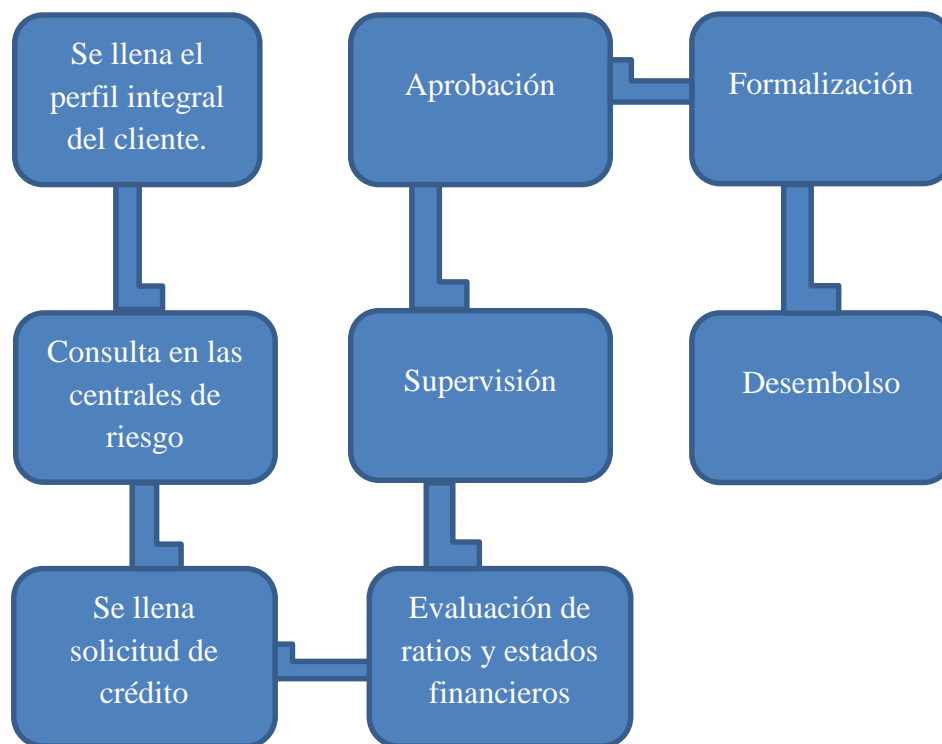 Se llena el
perfil integral
del cliente.
Consulta en las
centrales de
riesgo
Se llena
solicitud de
crédito
Evaluación de
ratios y estados
financieros
Supervisión
Aprobación
Formalización
Desembolso